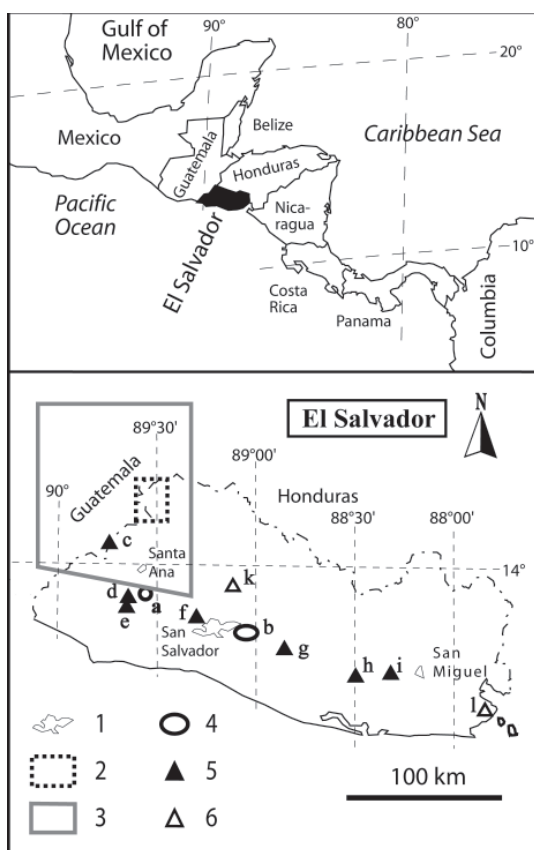 Gulf of
Mexico
90°
80°
20°
Mexico
Belize
Caribbean Sea
Guatemala
Honduras
Pacific
Ocean
Nica-
ragua
El Salvador
10°
Costa
Rica
Panama
Columbia
El Salvador
N
89°30'
89°00'
90°
Guatemala
Honduras
88°30'
88°00'
c
Santa
Ana
14°
k
d
a
e
f
b
San
Salvador
g
h
i
San
Miguel
l
1
4
2
5
3
6
100 km